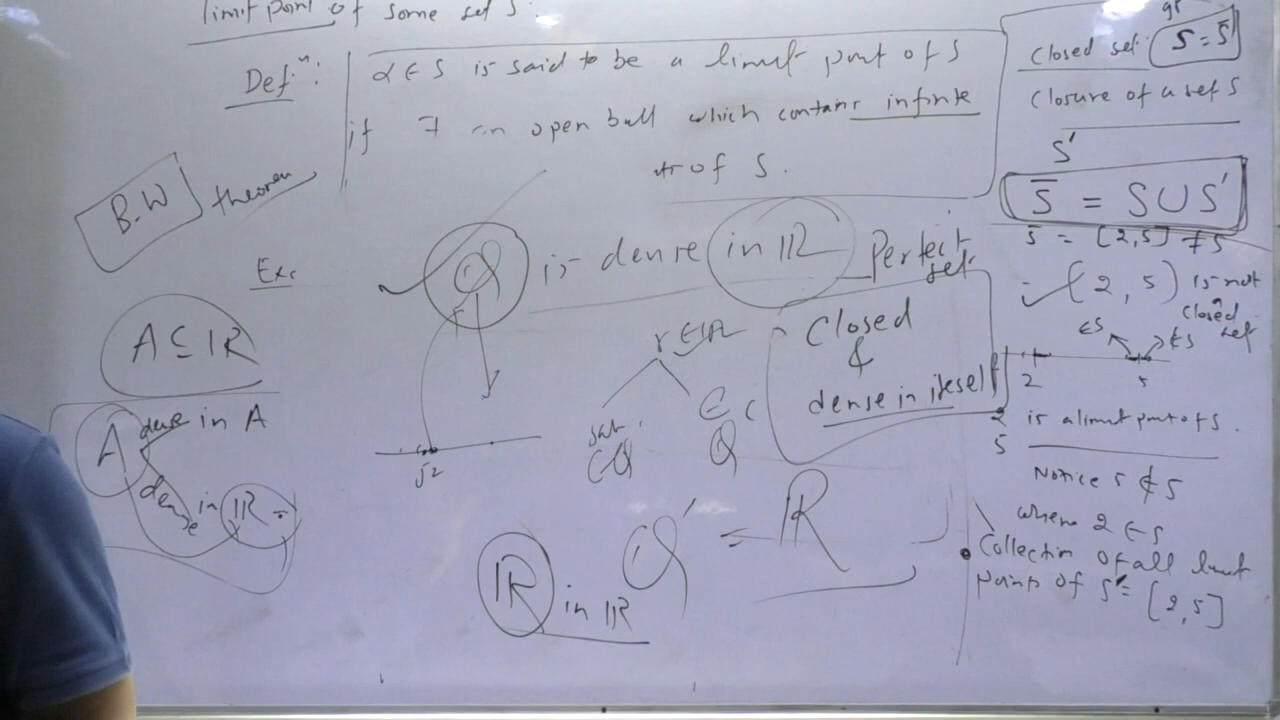 limit point of some set S.
Defⁿ: α ∈ S is said to be a limit point of S
if ∃ an open ball which contains infinite
of S.
B.W theorem
Ex:
Q is dense in IR
Perfect set
Closed
&
dense in itself
r ∈ IR
Q
∈ Q
√2
A ⊆ IR
A dense in A
dense in IR
Q' = IR
IR in IR
Closed set: S = S̄
Closure of a set S
S'
S̄ = S ∪ S'
S̄ = [2,5] ≠ S
(2, 5) is not
closed
set
∈S ∉S
2 5
2 is a limit point of S.
5
Notice 5 ∉ S
where 2 ∈ S
• Collection of all limit
points of S = [2,5]